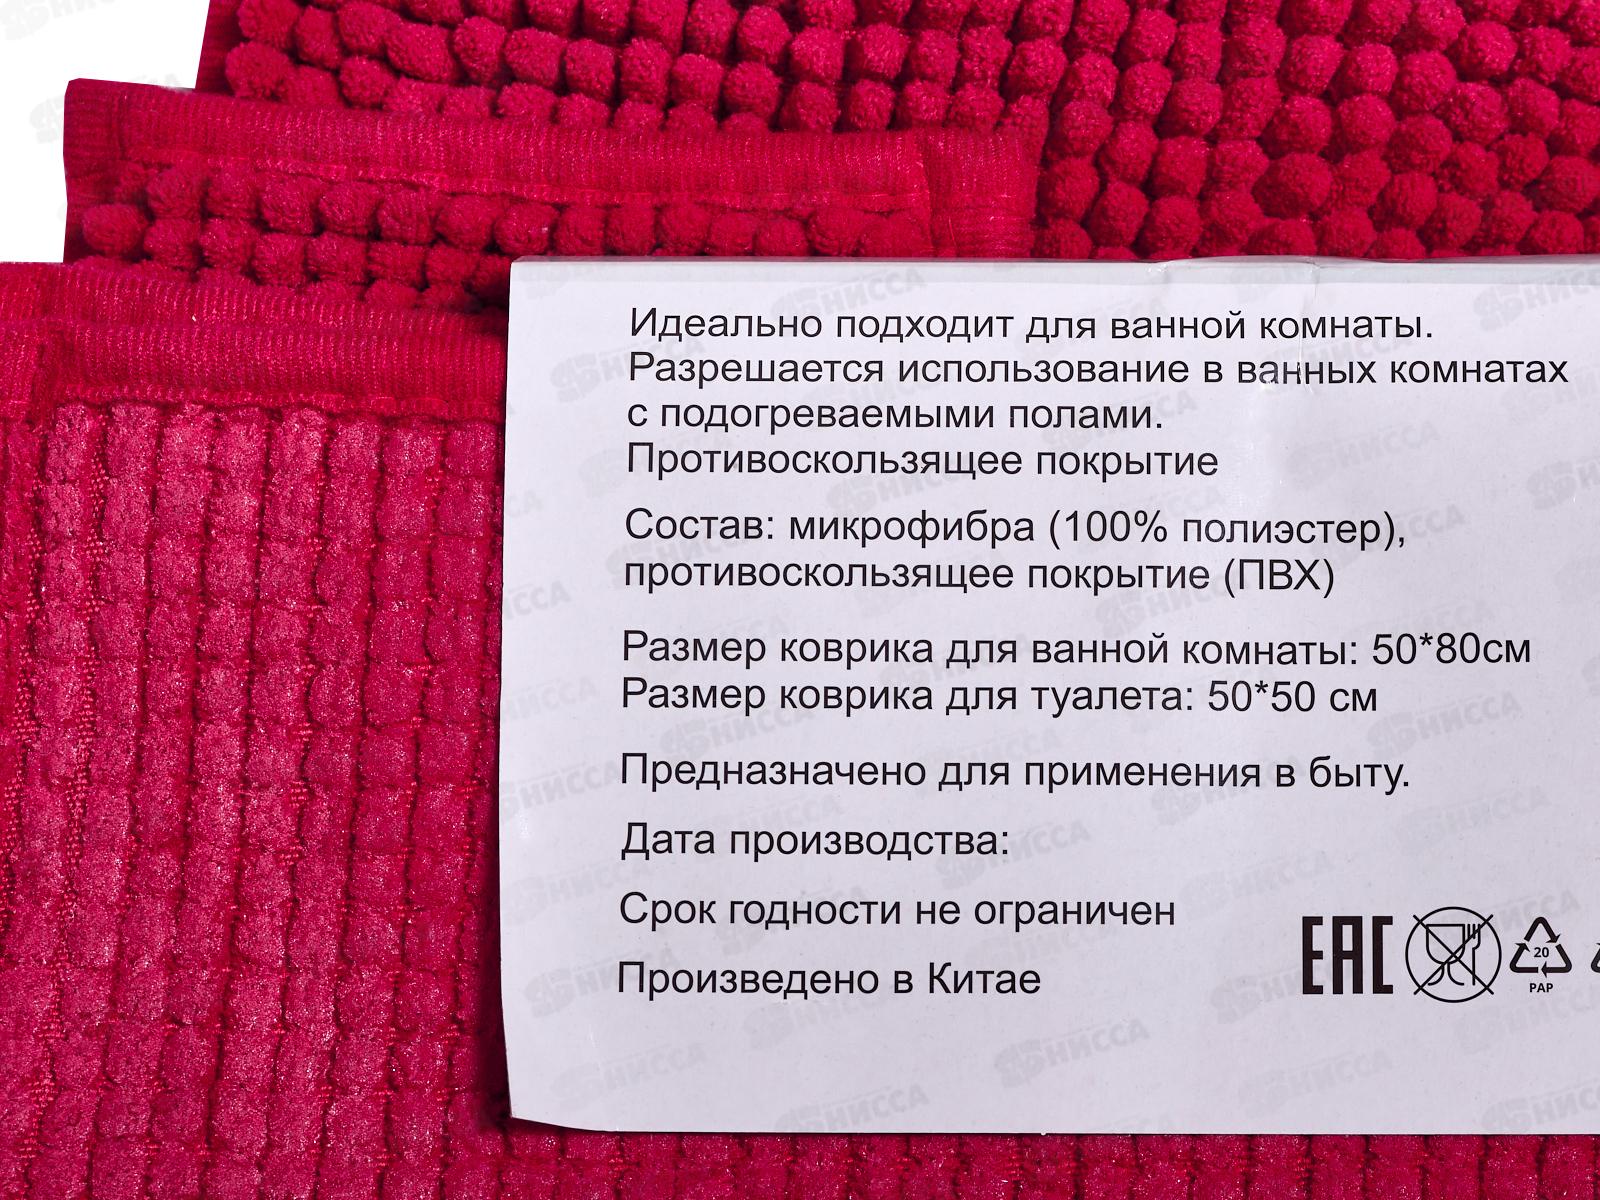 Идеально подходит для ванной комнаты.
Разрешается использование в ванных комнатах
с подогреваемыми полами.
Противоскользящее покрытие
Состав: микрофибра (100% полиэстер),
противоскользящее покрытие (ПВХ)
Размер коврика для ванной комнаты: 50*80см
Размер коврика для туалета: 50*50 см
Предназначено для применения в быту.
Дата производства:
Срок годности не ограничен
Произведено в Китае
EAC
20
PAP
НИССА